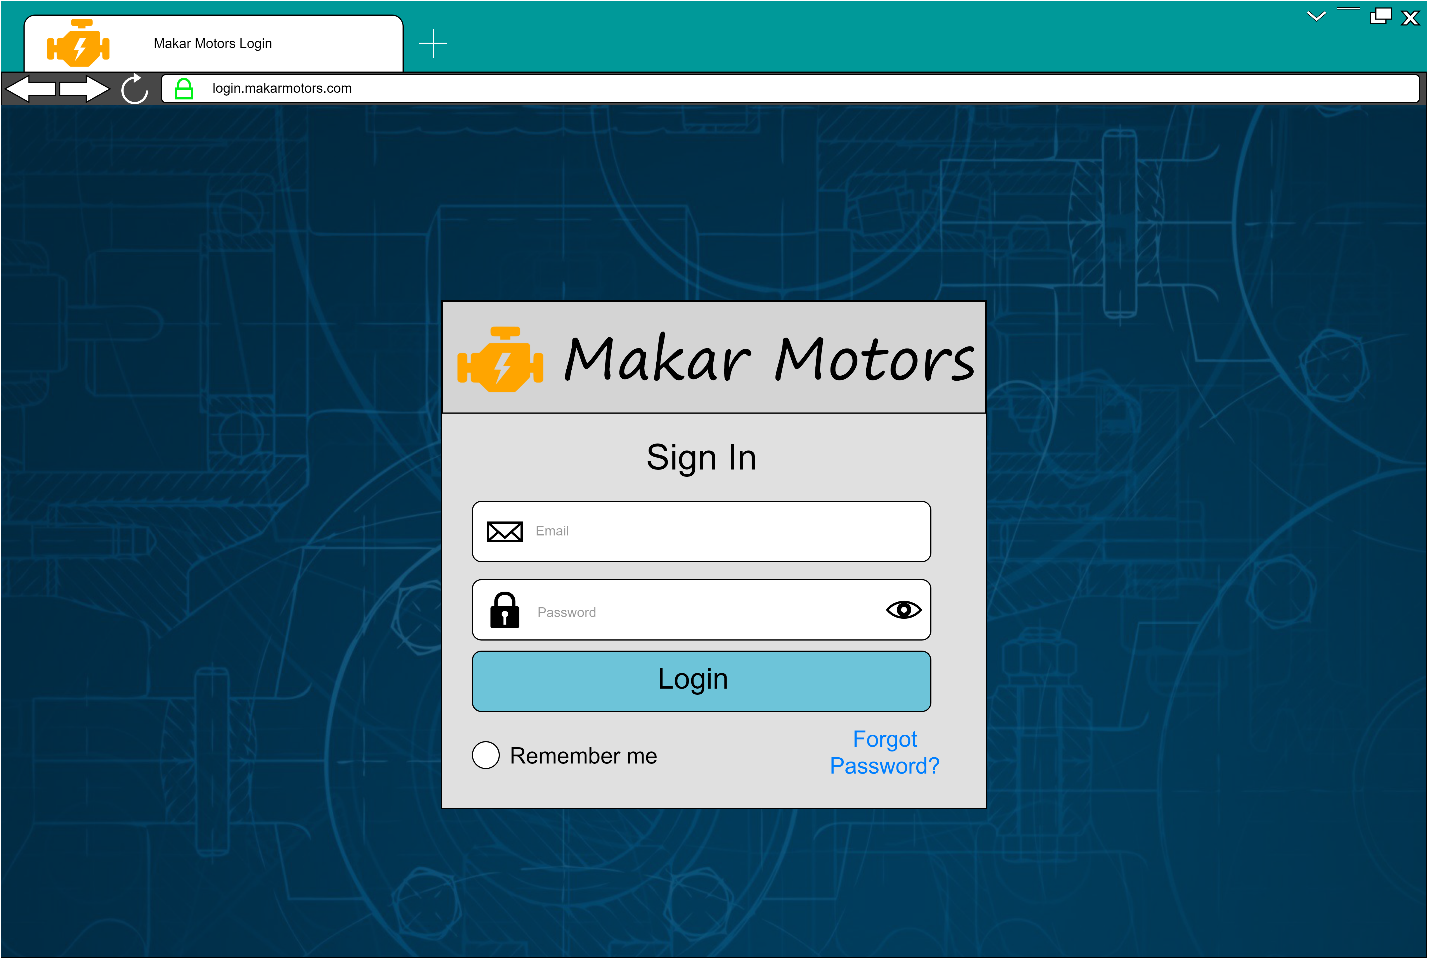 Makar Motors Login
login.makarmotors.com
Makar Motors
Sign In
Email
Password
Login
Remember me
Forgot
Password?